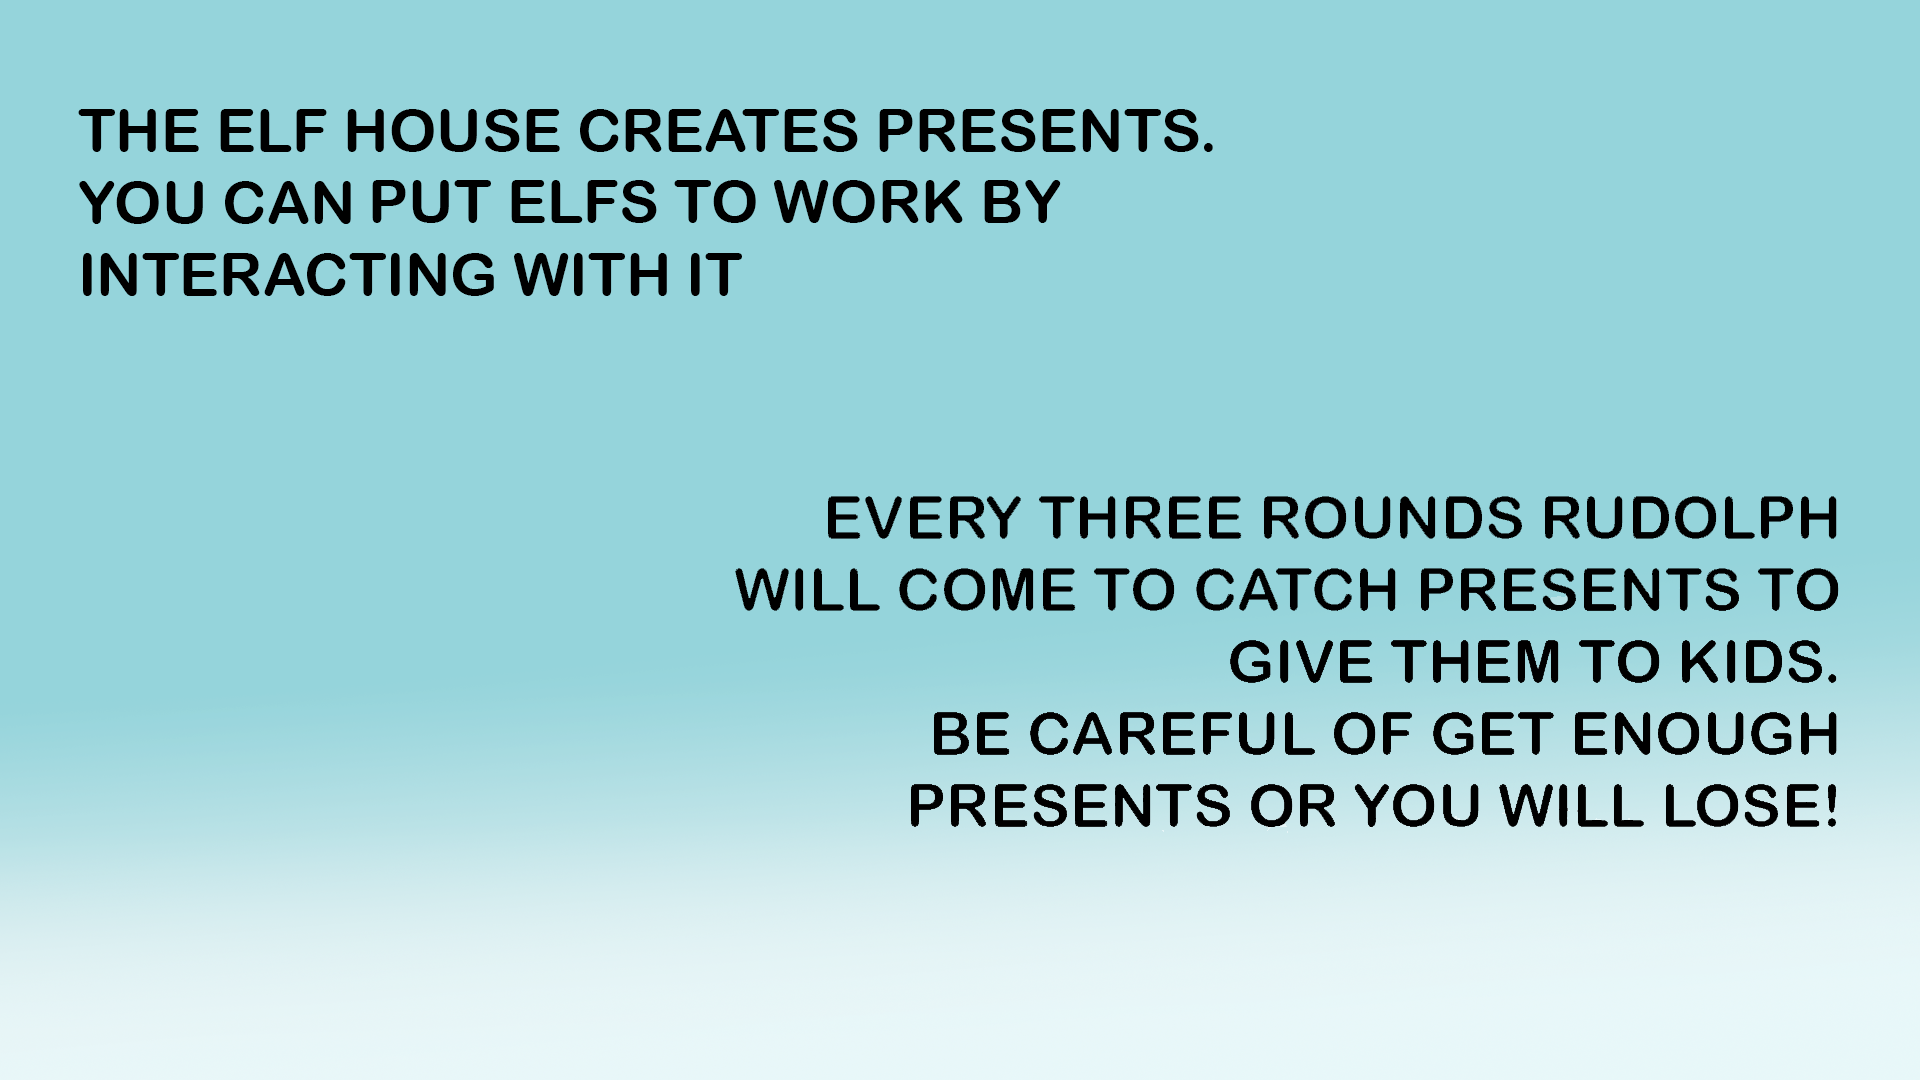 THE ELF HOUSE CREATES PRESENTS.
YOU CAN PUT ELFS TO WORK BY
INTERACTING WITH IT
EVERY THREE ROUNDS RUDOLPH
WILL COME TO CATCH PRESENTS TO
GIVE THEM TO KIDS.
BE CAREFUL OF GET ENOUGH
PRESENTS OR YOU WILL LOSE!